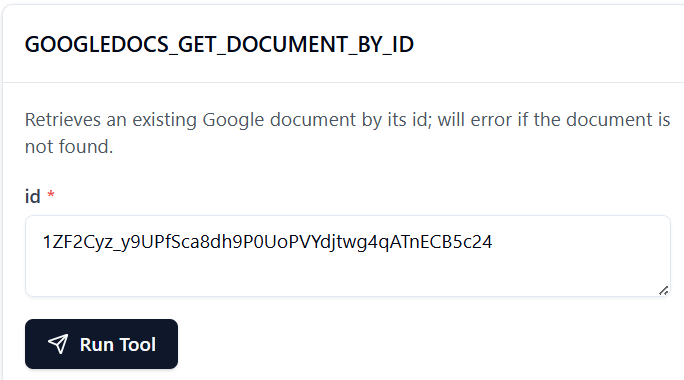 GOOGLEDOCS_GET_DOCUMENT_BY_ID
Retrieves an existing Google document by its id; will error if the document is
not found.
id *
1ZF2Cyz_y9UPfSca8dh9P0UoPVYdjtwg4qATnECB5c24
Run Tool